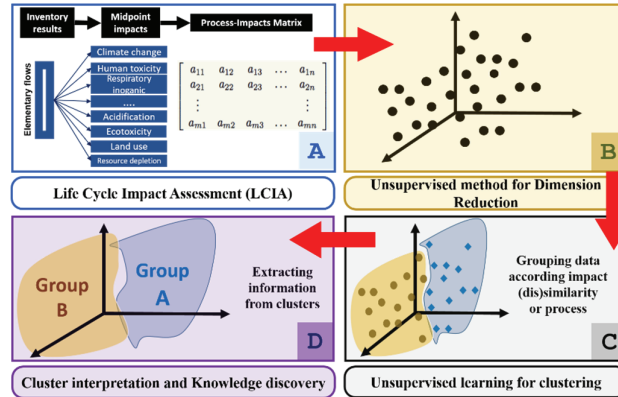 Inventory results
Midpoint impacts
Process-Impacts Matrix
Elementary flows
Climate change
Human toxicity
Respiratory inoganic
....
Acidification
Ecotoxicity
Land use
Resource depletion
a11 a12 a13 ... a1n
a21 a22 a23 ... a2n
⋮ ⋮
am1 am2 am3 ... amn
A
Life Cycle Impact Assessment (LCIA)
B
Unsupervised method for Dimension
Reduction
Group
B
Group
A
Extracting
information
from clusters
D
Cluster interpretation and Knowledge discovery
Grouping data
according impact
(dis)similarity
or process
C
Unsupervised learning for clustering